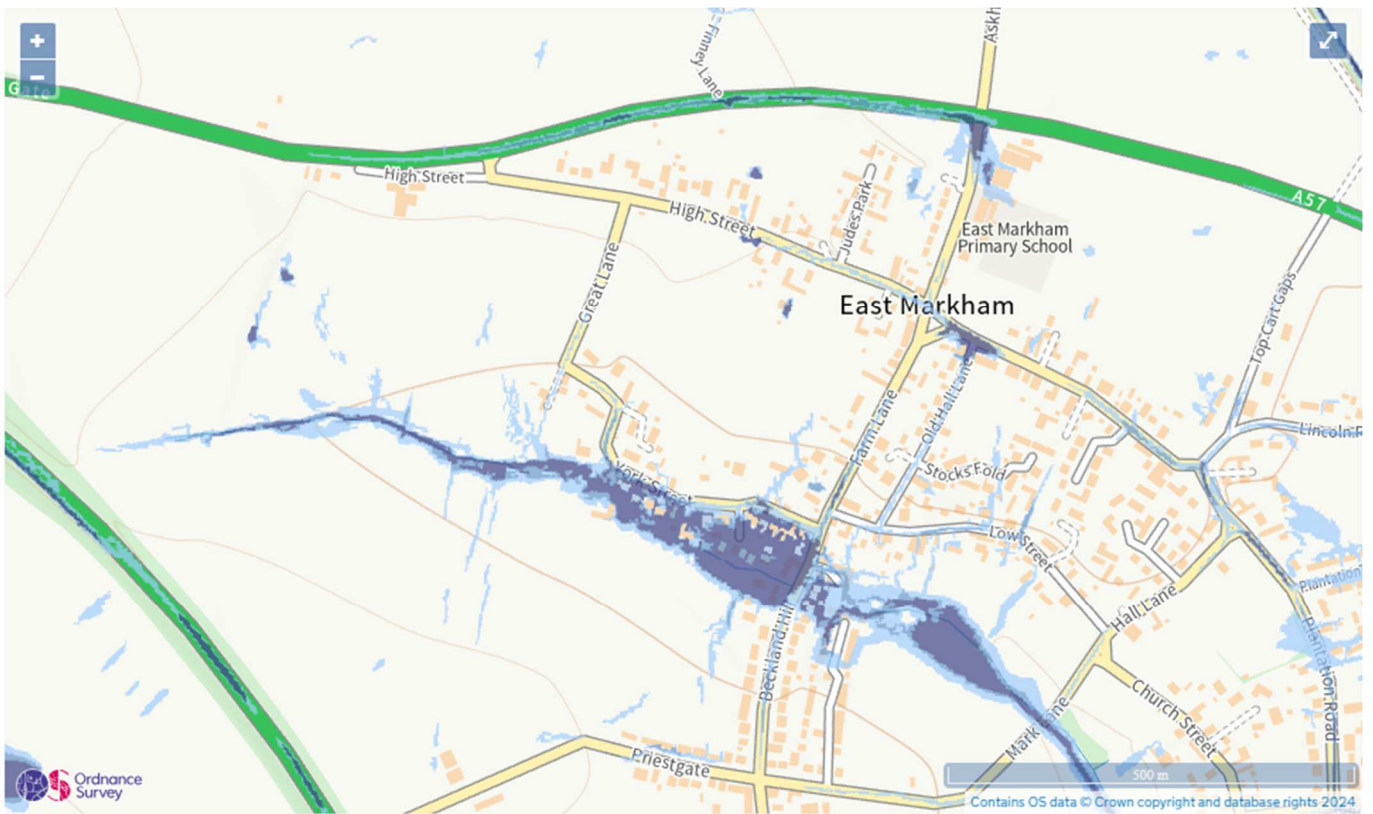 +
−
Gate
Finney Lane
Askh
High Street
High Street
Judes Park
A57
East Markham
Primary School
Great Lane
East Markham
Top Cart Gaps
Farm Lane
Old Hall Lane
Lincoln R
York Street
Stocks Fold
Low Street
Plantation
Hall Lane
Plantation Road
Beckland Hill
Church Street
Mark Lane
Priestgate
Ordnance
Survey
500 m
Contains OS data © Crown copyright and database rights 2024